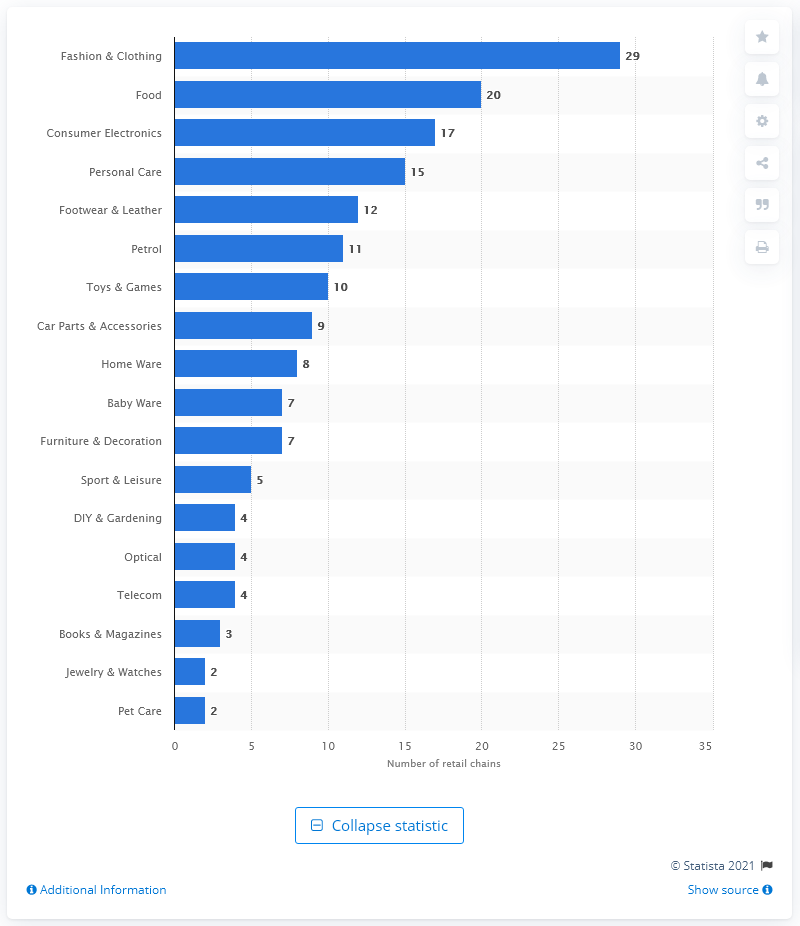 Fashion & Clothing 29
Food 20
Consumer Electronics 17
Personal Care 15
Footwear & Leather 12
Petrol 11
Toys & Games 10
Car Parts & Accessories 9
Home Ware 8
Baby Ware 7
Furniture & Decoration 7
Sport & Leisure 5
DIY & Gardening 4
Optical 4
Telecom 4
Books & Magazines 3
Jewelry & Watches 2
Pet Care 2
0 5 10 15 20 25 30 35
Number of retail chains
Collapse statistic
© Statista 2021
Additional Information
Show source